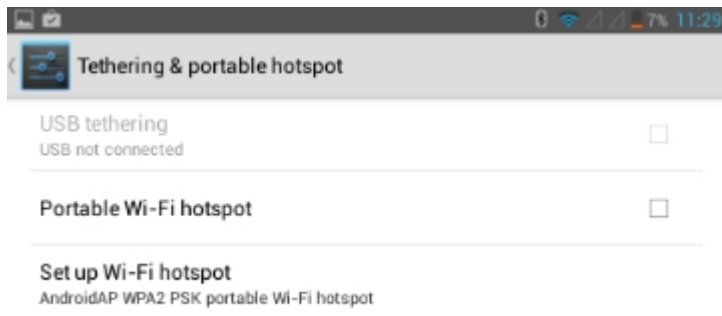 7% 11:29
Tethering & portable hotspot
USB tethering
USB not connected
Portable Wi-Fi hotspot
Set up Wi-Fi hotspot
AndroidAP WPA2 PSK portable Wi-Fi hotspot